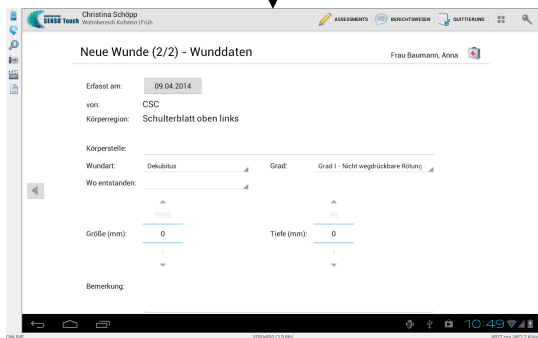 SENSO Touch Christina Schöpp
Wohnbereich Kufstein | Früh
ASSESSMENTS BERICHTSWESEN QUITTIERUNG
Neue Wunde (2/2) - Wunddaten
Frau Baumann, Anna
Erfasst am: 09.04.2014
von: CSC
Körperregion: Schulterblatt oben links
Körperstelle:
Wundart: Dekubitus Grad: Grad I - Nicht wegdrückbare Rötung
Wo entstanden:
9999 99
Größe (mm): 0 Tiefe (mm): 0
1 1
Bemerkung:
10:49